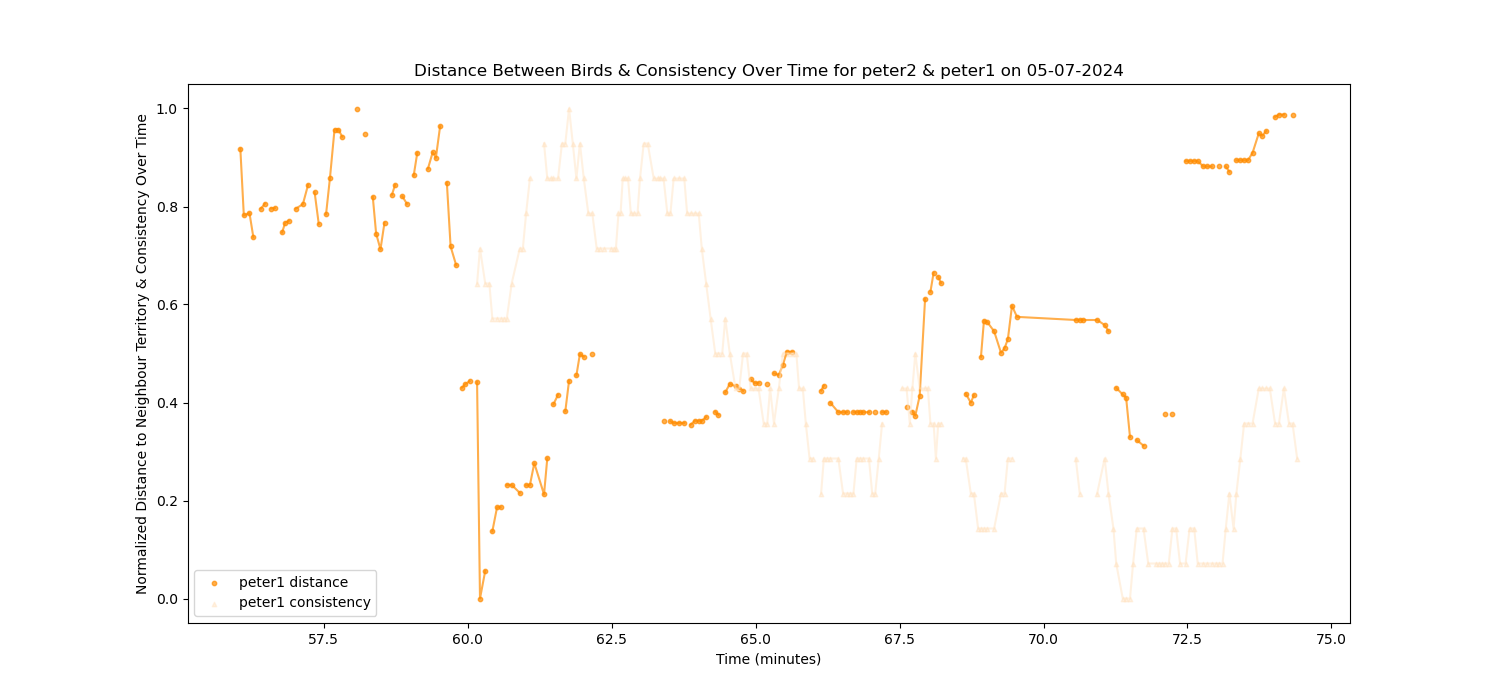 Distance Between Birds & Consistency Over Time for peter2 & peter1 on 05-07-2024
Normalized Distance to Neighbour Territory & Consistency Over Time
1.0
0.8
0.6
0.4
0.2
0.0
peter1 distance
peter1 consistency
57.5 60.0 62.5 65.0 67.5 70.0 72.5 75.0
Time (minutes)